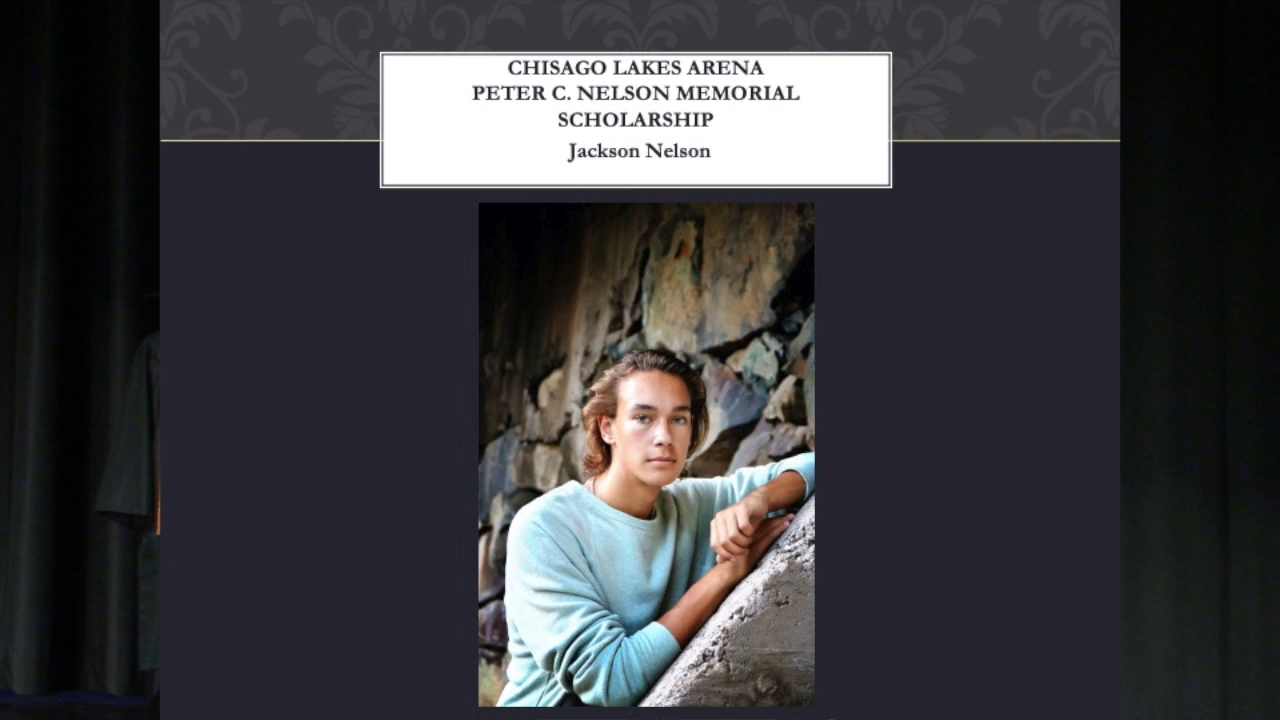 CHISAGO LAKES ARENA
PETER C. NELSON MEMORIAL
SCHOLARSHIP
Jackson Nelson